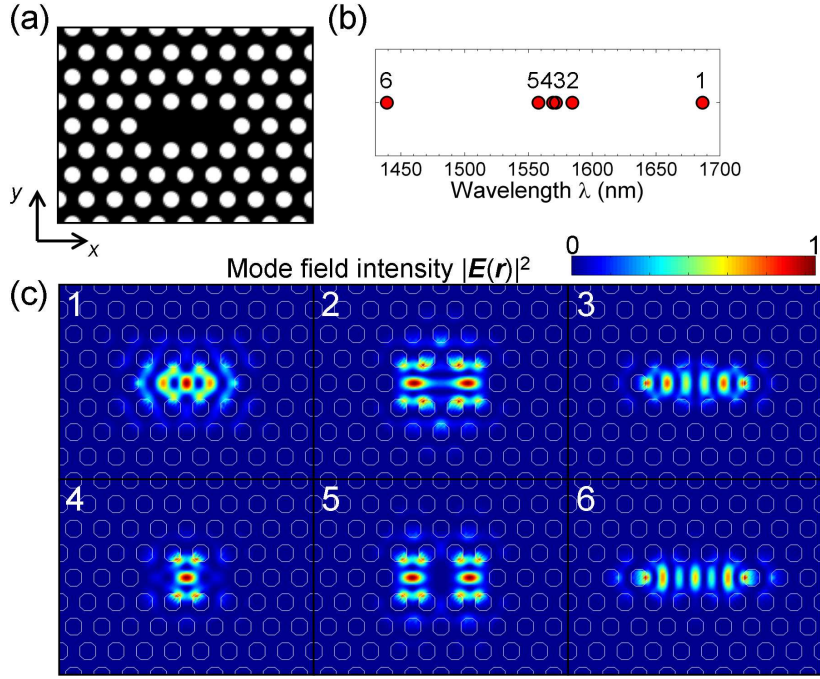 (a)
y
x
(b)
6 5432 1
1450 1500 1550 1600 1650 1700
Wavelength λ (nm)
Mode field intensity |E(r)|²
0 1
(c)
1 2 3
4 5 6